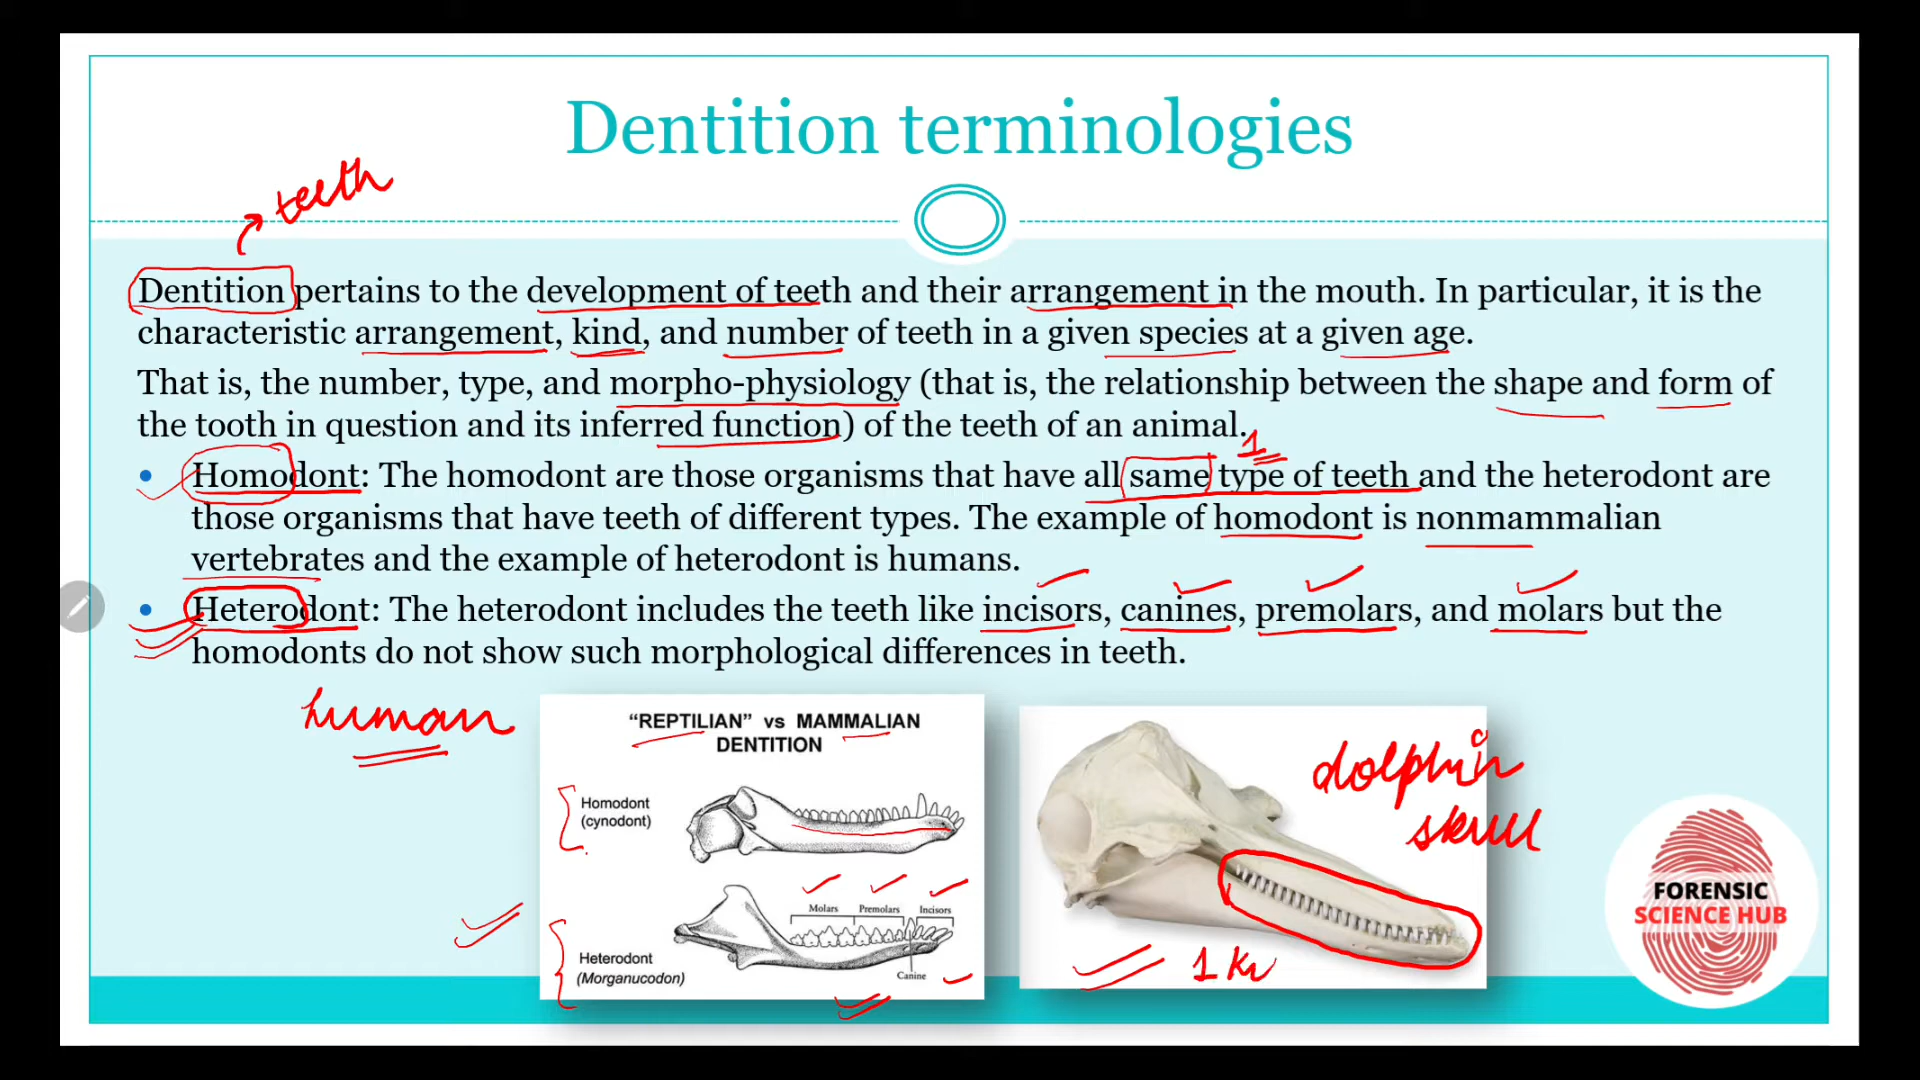 Dentition terminologies
teeth
Dentition pertains to the development of teeth and their arrangement in the mouth. In particular, it is the
characteristic arrangement, kind, and number of teeth in a given species at a given age.
That is, the number, type, and morpho-physiology (that is, the relationship between the shape and form of
the tooth in question and its inferred function) of the teeth of an animal.
1
• Homodont: The homodont are those organisms that have all same type of teeth and the heterodont are
those organisms that have teeth of different types. The example of homodont is nonmammalian
vertebrates and the example of heterodont is humans.
• Heterodont: The heterodont includes the teeth like incisors, canines, premolars, and molars but the
homodonts do not show such morphological differences in teeth.
human
"REPTILIAN" vs MAMMALIAN
DENTITION
Homodont
(cynodont)
Molars Premolars Incisors
Heterodont
(Morganucodon)
Canine
dolphin
skull
1
FORENSIC
SCIENCE HUB